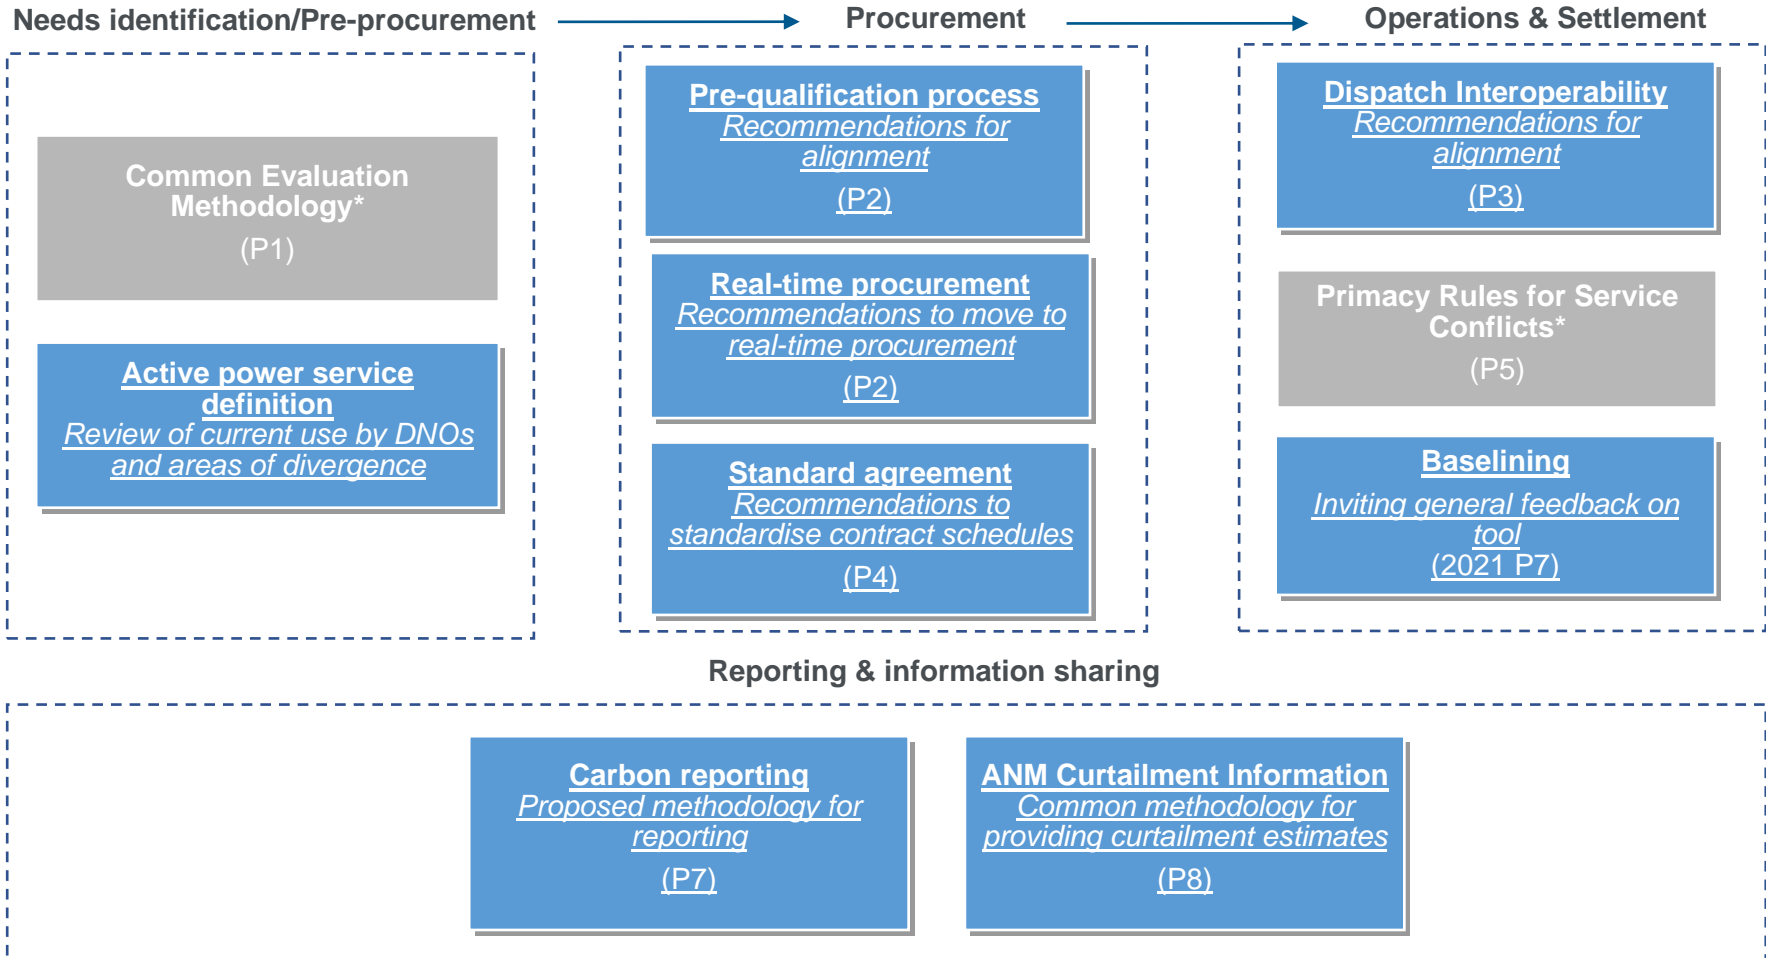 Needs identification/Pre-procurement
Procurement
Operations & Settlement
Common Evaluation
Methodology*
(P1)
Active power service
definition
Review of current use by DNOs
and areas of divergence
Pre-qualification process
Recommendations for
alignment
(P2)
Real-time procurement
Recommendations to move to
real-time procurement
(P2)
Standard agreement
Recommendations to
standardise contract schedules
(P4)
Dispatch Interoperability
Recommendations for
alignment
(P3)
Primacy Rules for Service
Conflicts*
(P5)
Baselining
Inviting general feedback on
tool
(2021 P7)
Reporting & information sharing
Carbon reporting
Proposed methodology for
reporting
(P7)
ANM Curtailment Information
Common methodology for
providing curtailment estimates
(P8)